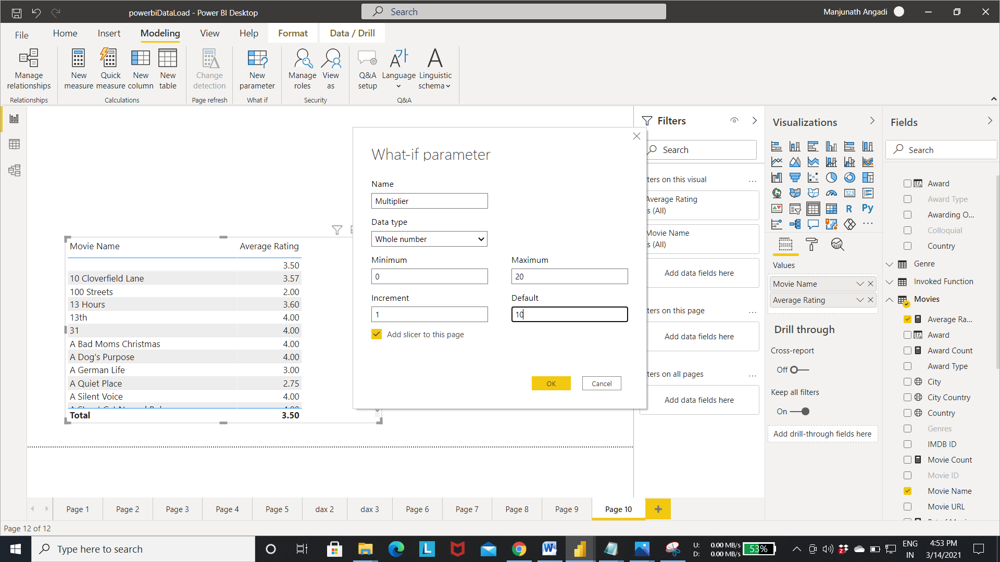 powerbiDataLoad - Power BI Desktop
Search
Manjunath Angadi
File
Home
Insert
Modeling
View
Help
Format
Data / Drill
Manage relationships
New measure
Quick measure
New column
New table
Change detection
New parameter
Manage roles
View as
Q&A setup
Language
Linguistic schema
Relationships
Calculations
Page refresh
What if
Security
Q&A
Movie Name Average Rating
3.50
10 Cloverfield Lane 3.57
100 Streets 2.00
13 Hours 3.60
13th 4.00
31 4.00
A Bad Moms Christmas 4.00
A Dog's Purpose 4.00
A German Life 3.00
A Quiet Place 2.75
A Silent Voice 4.00
Total 3.50
What-if parameter
Name
Multiplier
Data type
Whole number
Minimum
Maximum
0
20
Increment
Default
1
10
Add slicer to this page
OK
Cancel
Filters
Search
ters on this visual
...
Average Rating
s (All)
Movie Name
s (All)
Add data fields here
ters on this page
...
Add data fields here
ters on all pages
...
Add data fields here
Visualizations
R
Py
...
123
Values
Movie Name
Average Rating
Drill through
Cross-report
Off
Keep all filters
On
Add drill-through fields here
Fields
Search
Award
Award Type
Awarding O...
Colloquial
Country
Genre
Invoked Function
Movies
Average Ra...
Award
Award Count
Award Type
City
City Country
Country
Genres
IMDB ID
Movie Count
Movie ID
Movie Name
Movie URL
Page 1
Page 2
Page 3
Page 4
Page 5
dax 2
dax 3
Page 6
Page 7
Page 8
Page 9
Page 10
+
Page 12 of 12
Type here to search
L
W
U: 0.00 MB/s
D: 0.00 MB/s
53%
2
ENG
IN
4:53 PM
3/14/2021